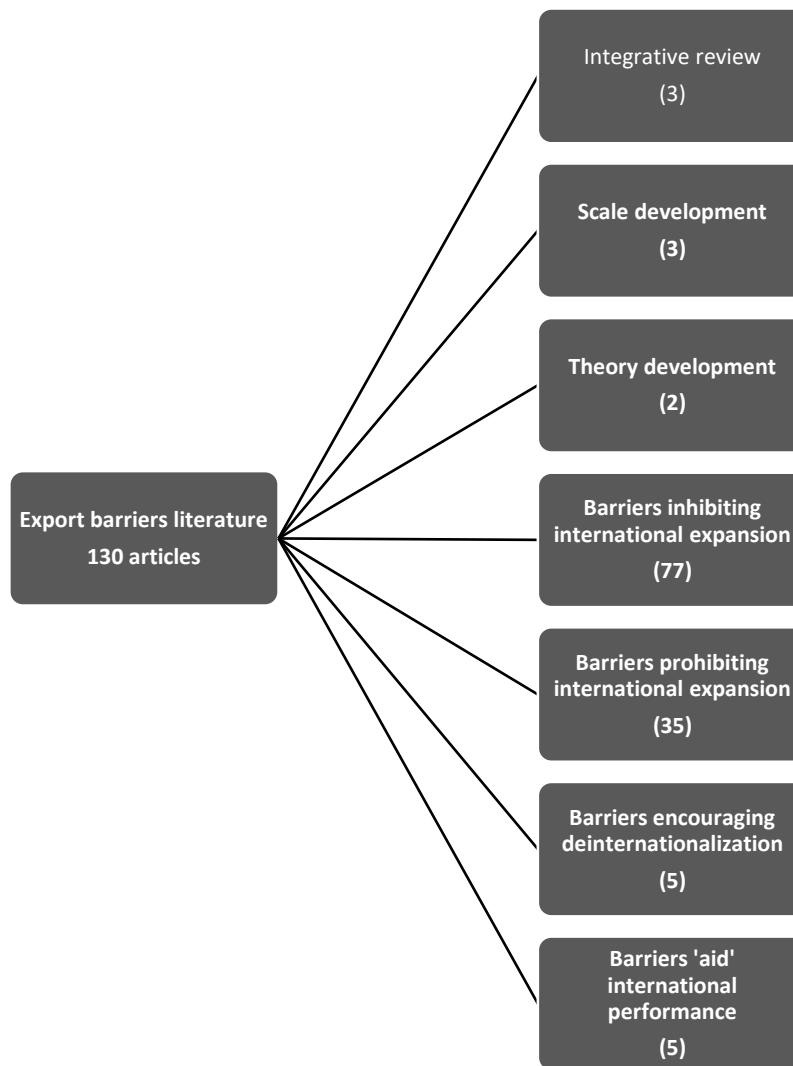 Integrative review
(3)
Scale development
(3)
Theory development
(2)
Export barriers literature
130 articles
Barriers inhibiting
international expansion
(77)
Barriers prohibiting
international expansion
(35)
Barriers encouraging
deinternationalization
(5)
Barriers 'aid'
international
performance
(5)